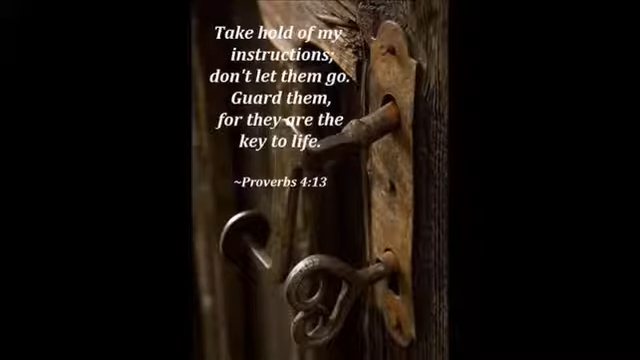 Take hold of my
instructions;
don't let them go.
Guard them,
for they are the
key to life.
~Proverbs 4:13